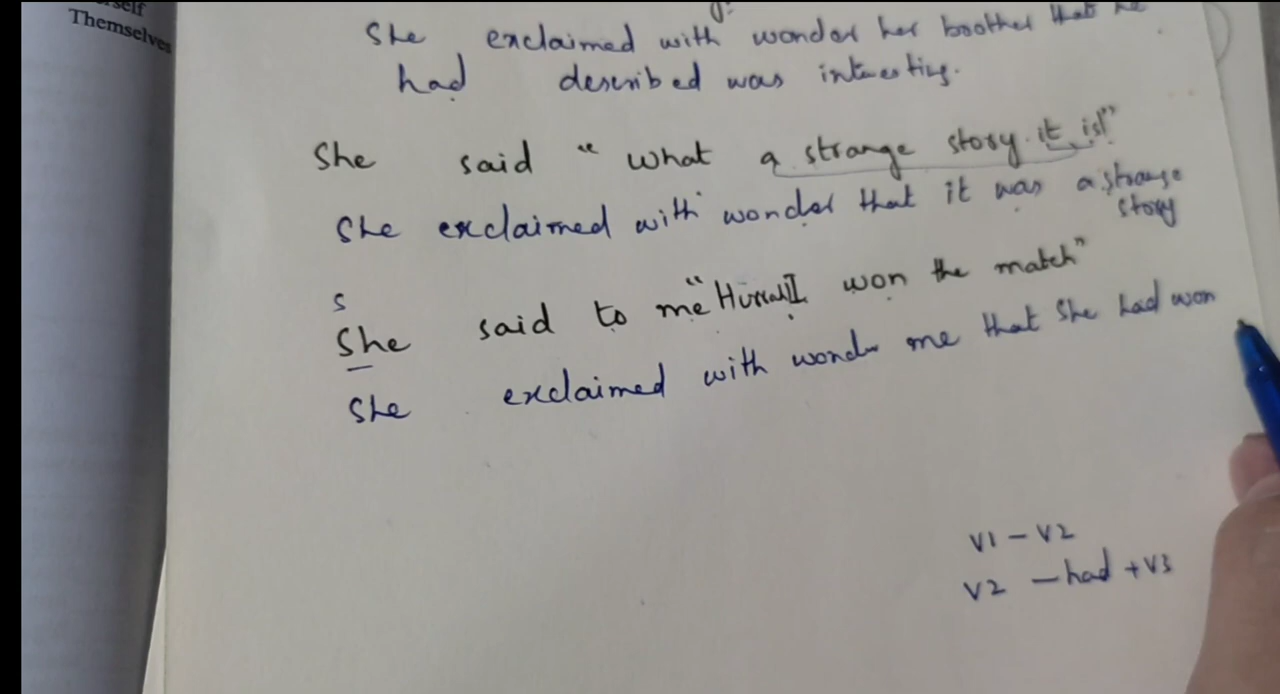 self
Themselves
She exclaimed with wonder her boother that he
had described was interesting.
She said " what a strange story it is!"
She exclaimed with wonder that it was a strange
story
S
She said to me "Hurrah I won the match"
She exclaimed with wonder me that she had won
V1 - V2
V2 - had + V3